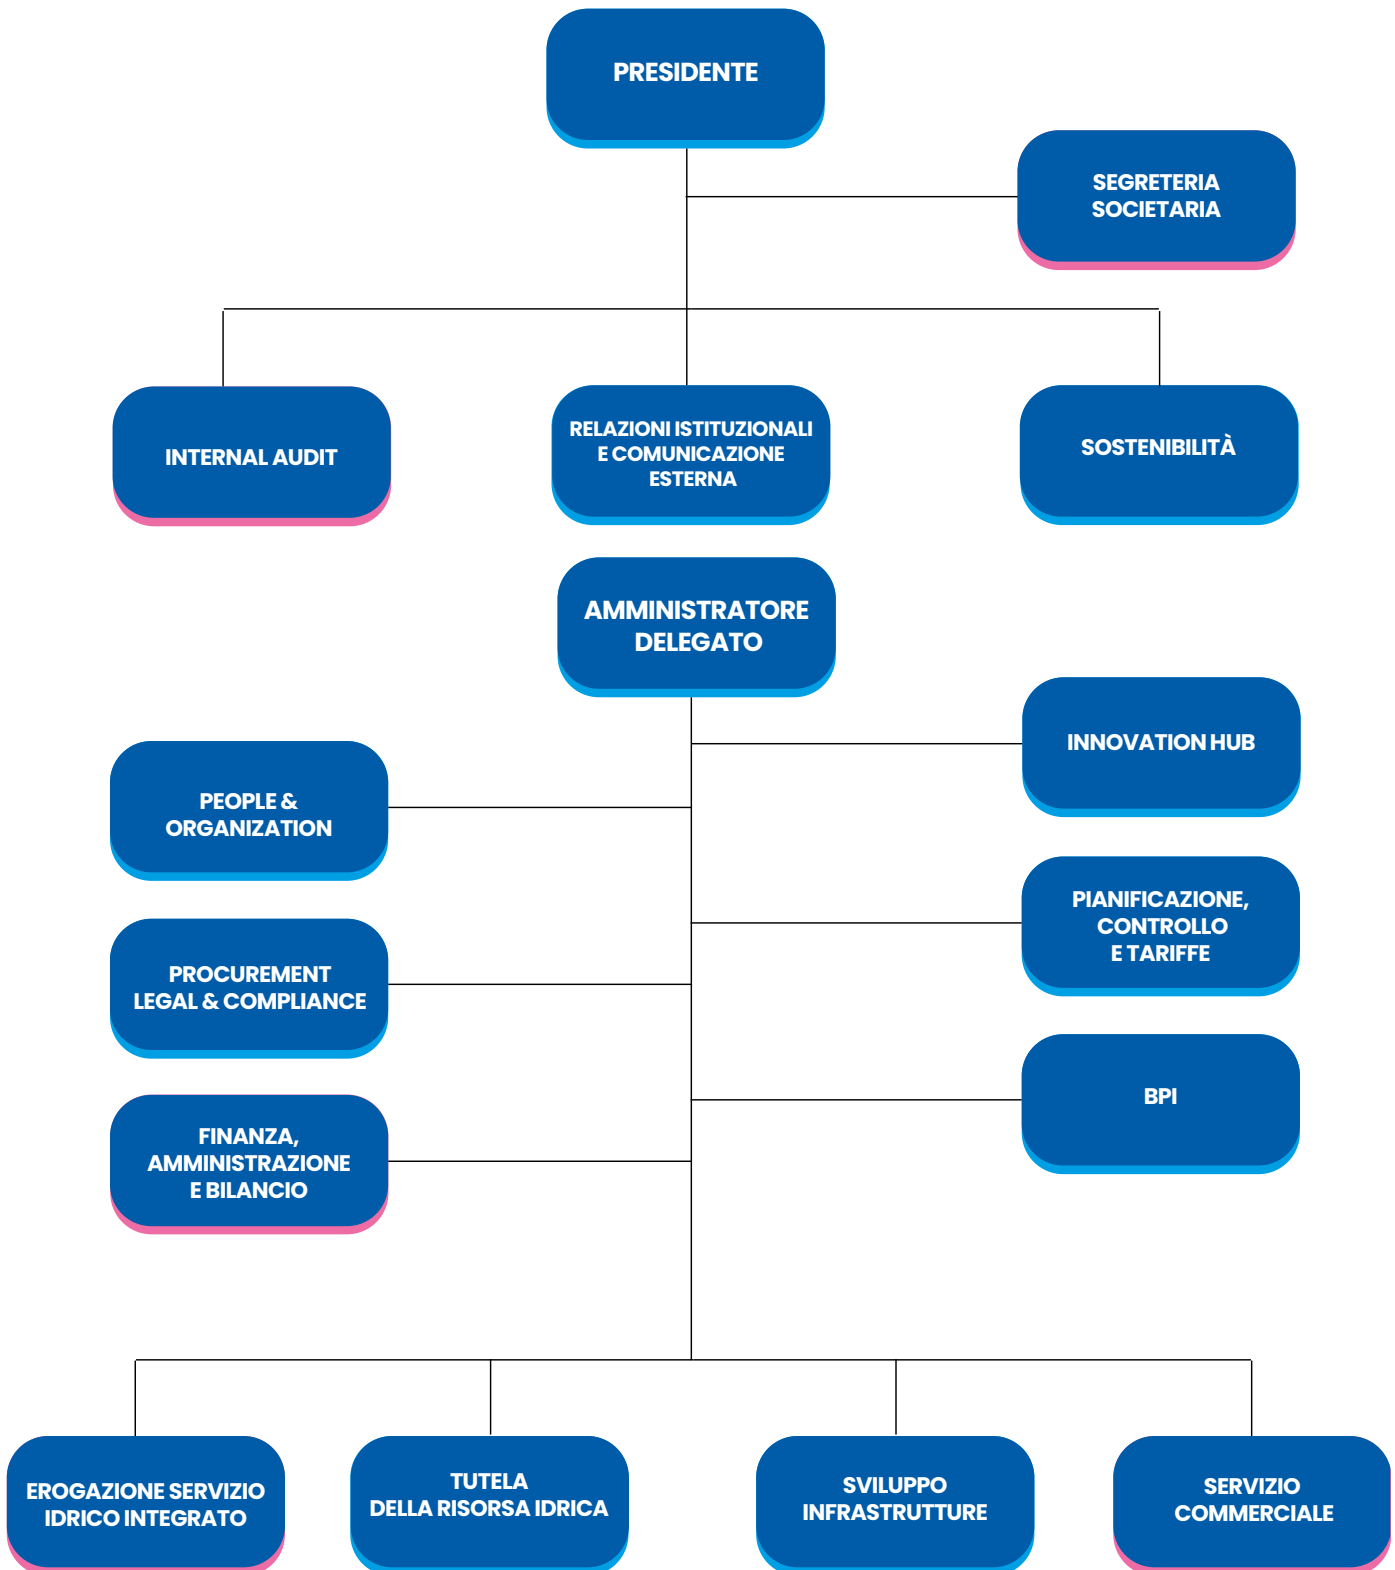 PRESIDENTE
SEGRETERIA
SOCIETARIA
INTERNAL AUDIT
RELAZIONI ISTITUZIONALI
E COMUNICAZIONE
ESTERNA
SOSTENIBILITÀ
AMMINISTRATORE
DELEGATO
INNOVATION HUB
PEOPLE &
ORGANIZATION
PIANIFICAZIONE,
CONTROLLO
E TARIFFE
PROCUREMENT
LEGAL & COMPLIANCE
BPI
FINANZA,
AMMINISTRAZIONE
E BILANCIO
EROGAZIONE SERVIZIO
IDRICO INTEGRATO
TUTELA
DELLA RISORSA IDRICA
SVILUPPO
INFRASTRUTTURE
SERVIZIO
COMMERCIALE